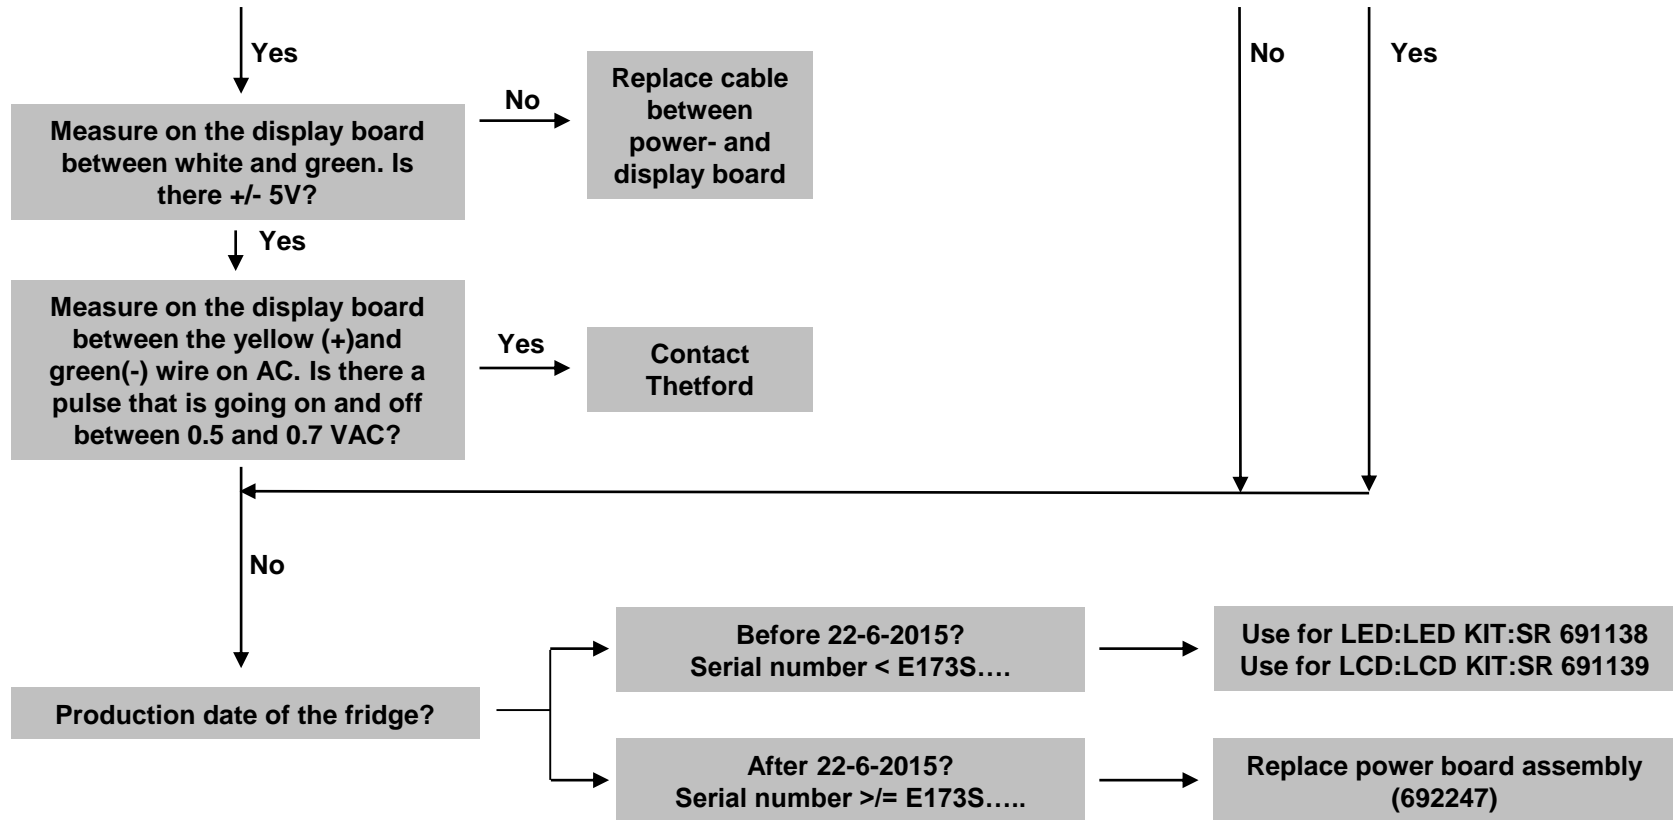 Yes
No
Yes
Replace cable
between
power- and
display board
No
Measure on the display board
between white and green. Is
there +/- 5V?
Yes
Measure on the display board
between the yellow (+)and
green(-) wire on AC. Is there a
pulse that is going on and off
between 0.5 and 0.7 VAC?
Yes
Contact
Thetford
No
Production date of the fridge?
Before 22-6-2015?
Serial number < E173S....
Use for LED:LED KIT:SR 691138
Use for LCD:LCD KIT:SR 691139
After 22-6-2015?
Serial number >/= E173S.....
Replace power board assembly
(692247)